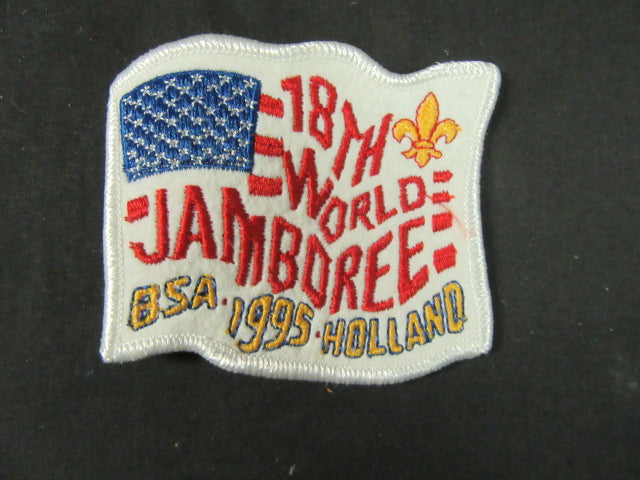 18TH
WORLD
JAMBOREE
BSA · 1995 · HOLLAND